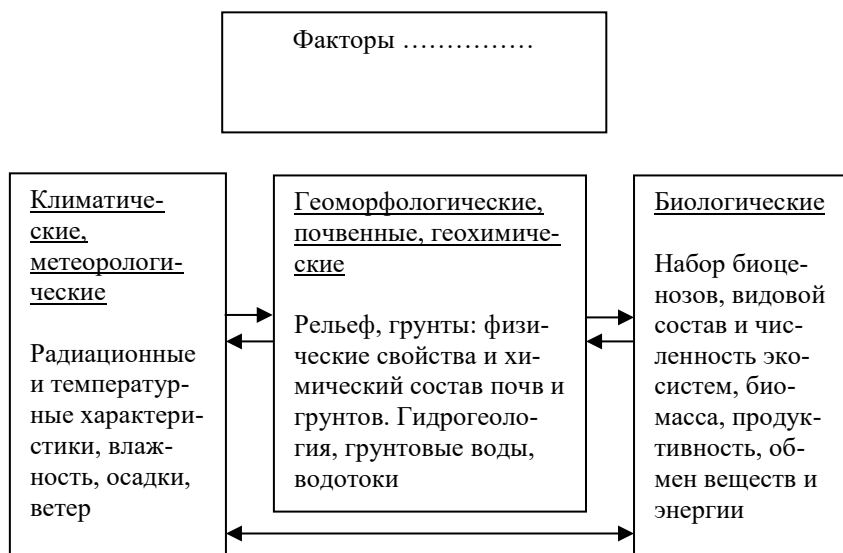 Факторы ……………
Климатиче-
ские,
метеорологи-
ческие
Радиационные
и температур-
ные характери-
стики, влаж-
ность, осадки,
ветер
Геоморфологические,
почвенные, геохимиче-
ские
Рельеф, грунты: физи-
ческие свойства и хи-
мический состав почв и
грунтов. Гидрогеоло-
гия, грунтовые воды,
водотоки
Биологические
Набор биоце-
нозов, видовой
состав и чис-
ленность эко-
систем, био-
масса, продук-
тивность, об-
мен веществ и
энергии